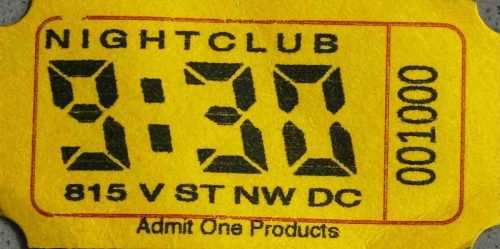 NIGHTCLUB
9:30
815 V ST NW DC
Admit One Products
001000